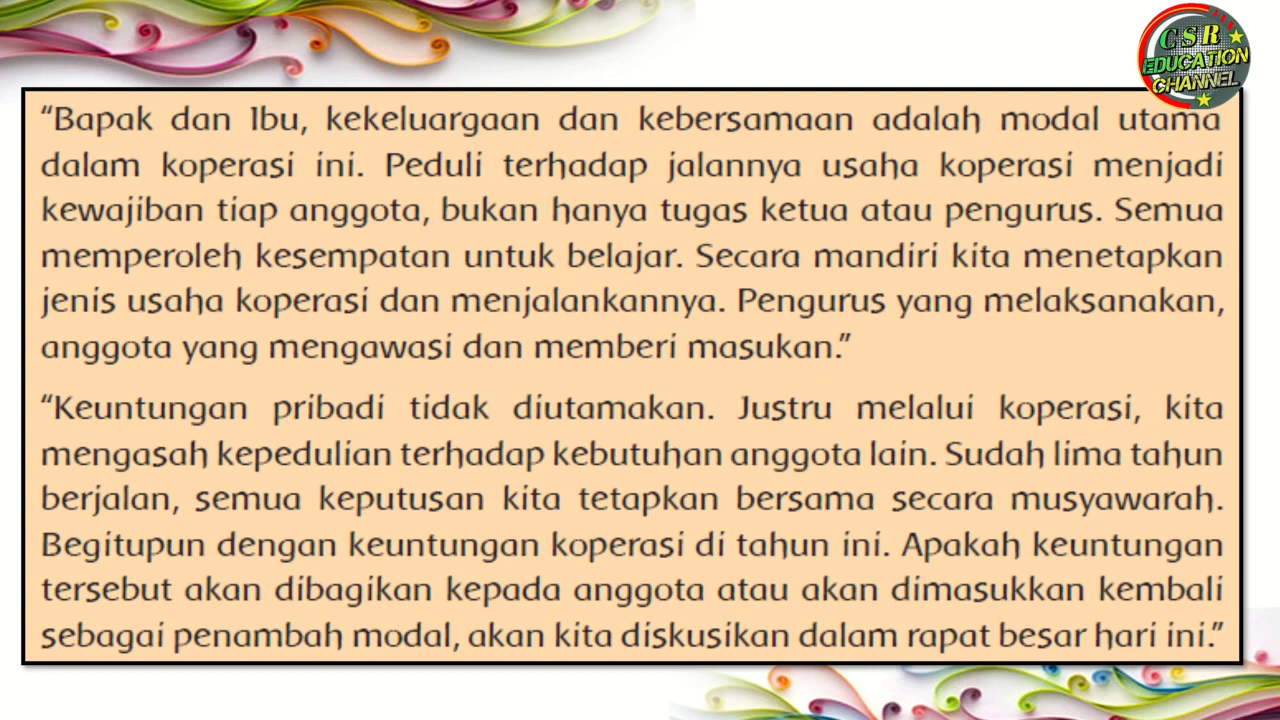 CSR
EDUCATION
CHANNEL
“Bapak dan Ibu, kekeluargaan dan kebersamaan adalah modal utama
dalam koperasi ini. Peduli terhadap jalannya usaha koperasi menjadi
kewajiban tiap anggota, bukan hanya tugas ketua atau pengurus. Semua
memperoleh kesempatan untuk belajar. Secara mandiri kita menetapkan
jenis usaha koperasi dan menjalankannya. Pengurus yang melaksanakan,
anggota yang mengawasi dan memberi masukan.”
“Keuntungan pribadi tidak diutamakan. Justru melalui koperasi, kita
mengasah kepedulian terhadap kebutuhan anggota lain. Sudah lima tahun
berjalan, semua keputusan kita tetapkan bersama secara musyawarah.
Begitupun dengan keuntungan koperasi di tahun ini. Apakah keuntungan
tersebut akan dibagikan kepada anggota atau akan dimasukkan kembali
sebagai penambah modal, akan kita diskusikan dalam rapat besar hari ini.”